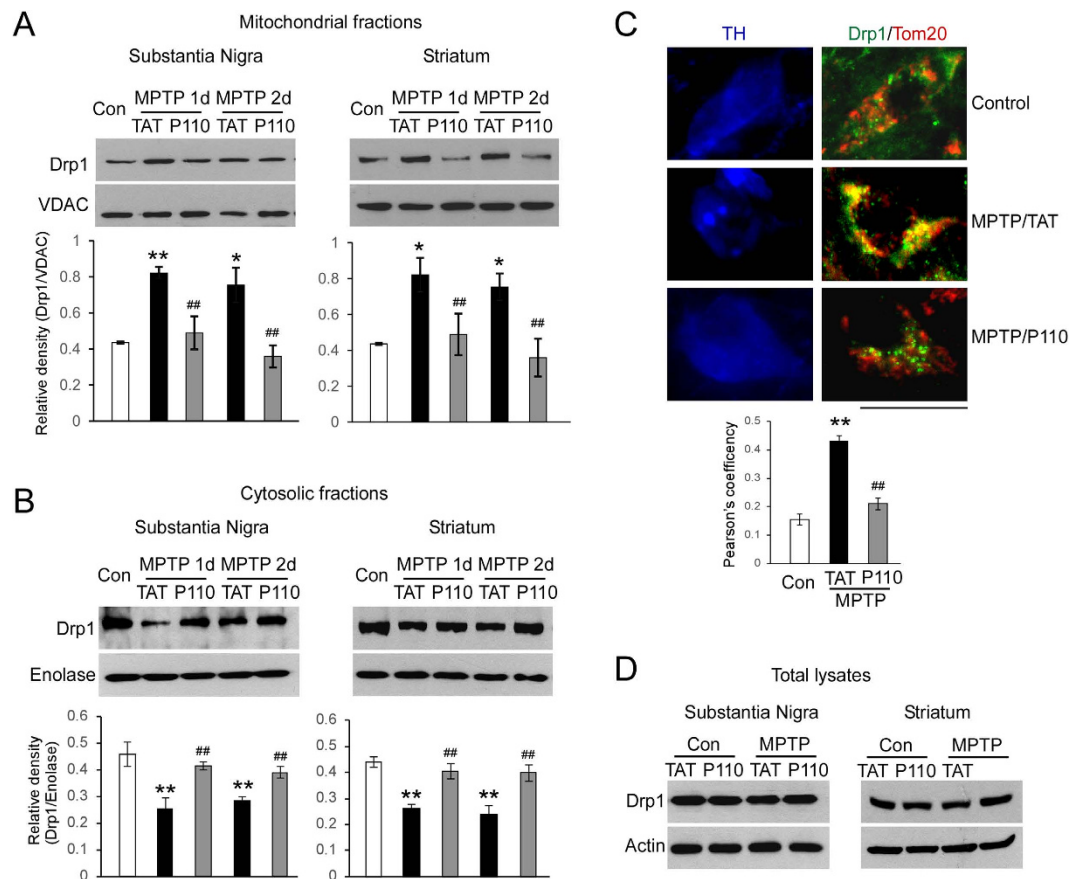 A
Mitochondrial fractions
Substantia Nigra
Striatum
Con MPTP 1d MPTP 2d
TAT P110 TAT P110
Con MPTP 1d MPTP 2d
TAT P110 TAT P110
Drp1
VDAC
Relative density (Drp1/VDAC)
1
0.8
0.6
0.4
0.2
0
** ## * ##
1
0.8
0.6
0.4
0.2
0
* ## * ##
B
Cytosolic fractions
Substantia Nigra
Striatum
Con MPTP 1d MPTP 2d
TAT P110 TAT P110
Con MPTP 1d MPTP 2d
TAT P110 TAT P110
Drp1
Enolase
Relative density
(Drp1/Enolase)
0.6
0.5
0.4
0.3
0.2
0.1
0
** ## ** ##
0.6
0.5
0.4
0.3
0.2
0.1
0
** ## ** ##
C
TH
Drp1/Tom20
Control
MPTP/TAT
MPTP/P110
Pearson's coefficency
0.5
0.4
0.3
0.2
0.1
0
** ##
Con TAT P110
MPTP
D
Total lysates
Substantia Nigra
Striatum
Con MPTP
TAT P110 TAT P110
Con MPTP
TAT P110 TAT
Drp1
Actin